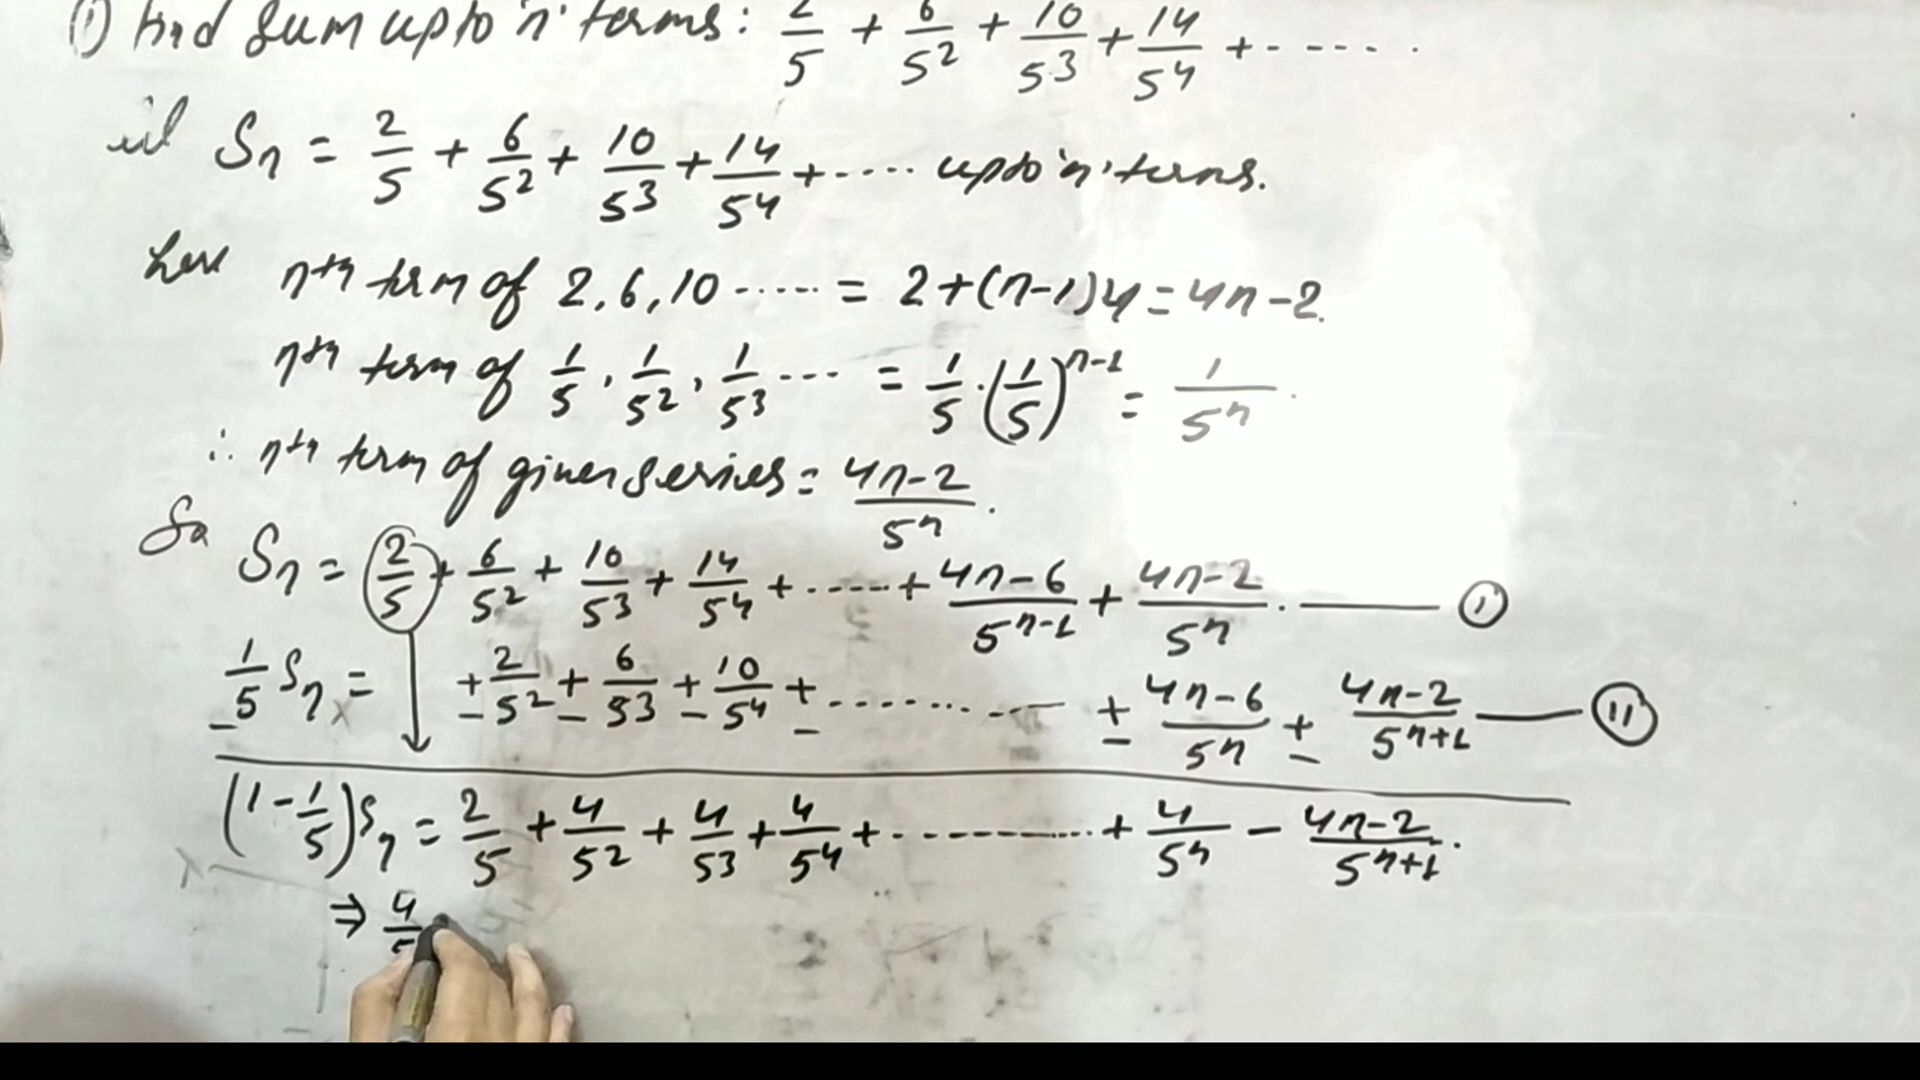 ① Find Sum upto 'n' terms: 2/5 + 6/5² + 10/5³ + 14/5⁴ + - - - - .
Sn = 2/5 + 6/5² + 10/5³ + 14/5⁴ + ---- upto 'n' terms.
here nth term of 2, 6, 10 ----- = 2+(n-1)4 = 4n-2.
nth term of 1/5, 1/5², 1/5³ --- = 1/5 · (1/5)ⁿ⁻¹ = 1/5ⁿ.
∴ nth term of given series = 4n-2/5ⁿ.
So Sn = 2/5 + 6/5² + 10/5³ + 14/5⁴ + ----- + 4n-6/5ⁿ⁻¹ + 4n-2/5ⁿ. —— ①
1/5 Sn = + 2/5² + 6/5³ + 10/5⁴ + --------- + 4n-6/5ⁿ + 4n-2/5ⁿ⁺¹ —— ⑪
- - - - - - -
(1 - 1/5) Sn = 2/5 + 4/5² + 4/5³ + 4/5⁴ + ---------- + 4/5ⁿ - 4n-2/5ⁿ⁺¹.
⇒ 4/5